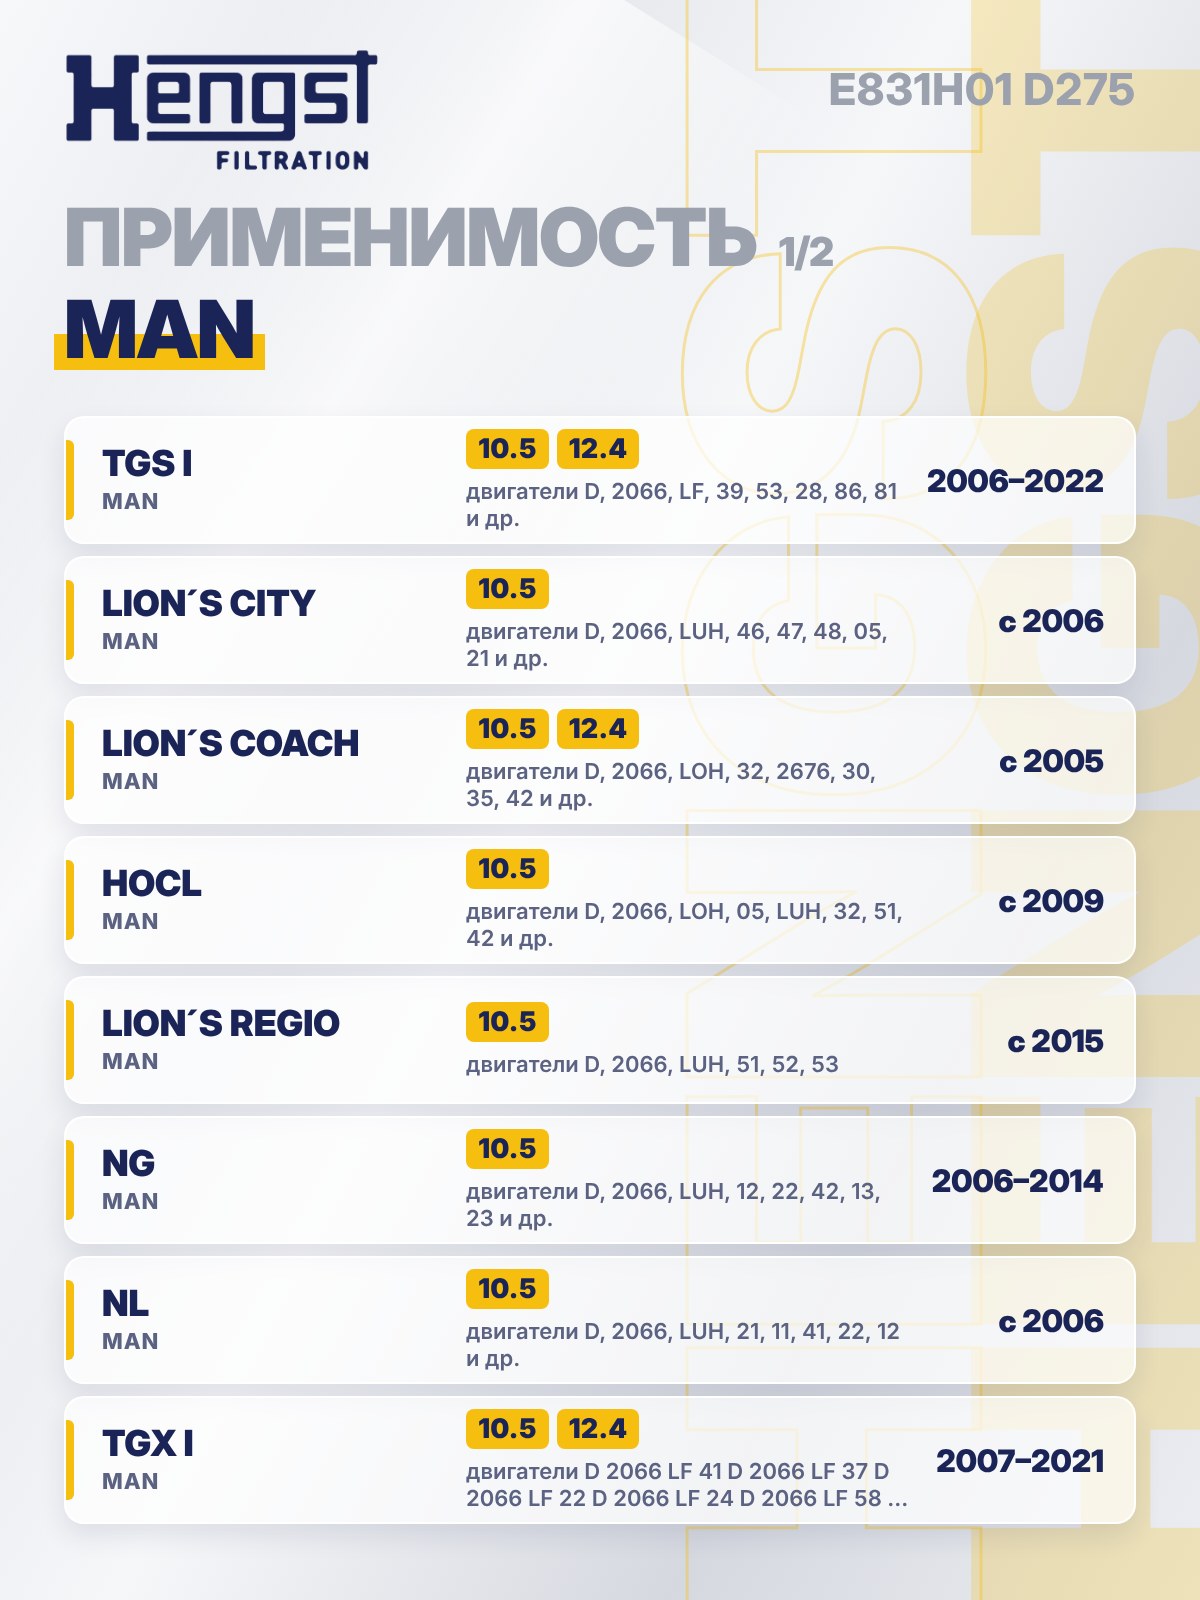 Hengst
FILTRATION
E831H01 D275
ПРИМЕНИМОСТЬ 1/2
MAN
TGS I
MAN
10.5 12.4
двигатели D, 2066, LF, 39, 53, 28, 86, 81
и др.
2006–2022
LION´S CITY
MAN
10.5
двигатели D, 2066, LUH, 46, 47, 48, 05,
21 и др.
с 2006
LION´S COACH
MAN
10.5 12.4
двигатели D, 2066, LOH, 32, 2676, 30,
35, 42 и др.
с 2005
HOCL
MAN
10.5
двигатели D, 2066, LOH, 05, LUH, 32, 51,
42 и др.
с 2009
LION´S REGIO
MAN
10.5
двигатели D, 2066, LUH, 51, 52, 53
с 2015
NG
MAN
10.5
двигатели D, 2066, LUH, 12, 22, 42, 13,
23 и др.
2006–2014
NL
MAN
10.5
двигатели D, 2066, LUH, 21, 11, 41, 22, 12
и др.
с 2006
TGX I
MAN
10.5 12.4
двигатели D 2066 LF 41 D 2066 LF 37 D
2066 LF 22 D 2066 LF 24 D 2066 LF 58 ...
2007–2021
HENGST
HENGST